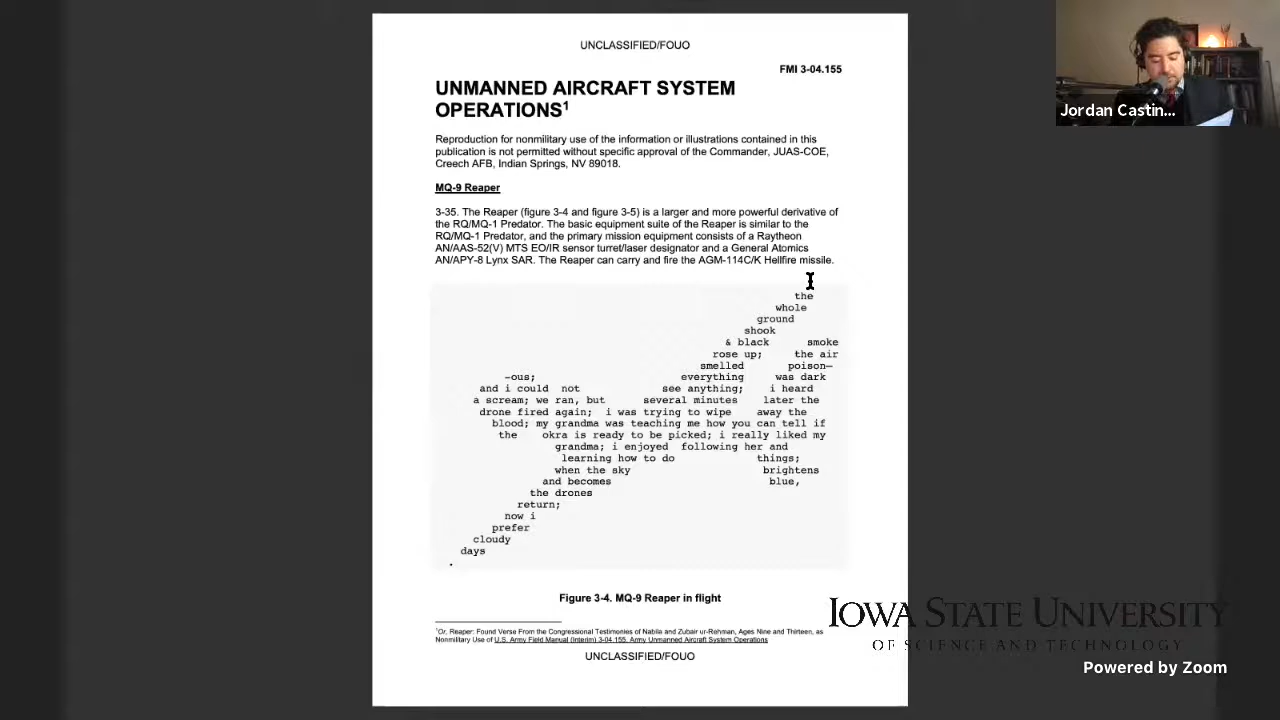 UNCLASSIFIED/FOUO
FMI 3-04.155
UNMANNED AIRCRAFT SYSTEM
OPERATIONS¹
Reproduction for nonmilitary use of the information or illustrations contained in this
publication is not permitted without specific approval of the Commander, JUAS-COE,
Creech AFB, Indian Springs, NV 89018.
MQ-9 Reaper
3-35. The Reaper (figure 3-4 and figure 3-5) is a larger and more powerful derivative of
the RQ/MQ-1 Predator. The basic equipment suite of the Reaper is similar to the
RQ/MQ-1 Predator, and the primary mission equipment consists of a Raytheon
AN/AAS-52(V) MTS EO/IR sensor turret/laser designator and a General Atomics
AN/APY-8 Lynx SAR. The Reaper can carry and fire the AGM-114C/K Hellfire missile.
the
whole
ground
shook
& black smoke
rose up; the air
smelled poison—
-ous; everything was dark
and i could not see anything; i heard
a scream; we ran, but several minutes later the
drone fired again; i was trying to wipe away the
blood; my grandma was teaching me how you can tell if
the okra is ready to be picked; i really liked my
grandma; i enjoyed following her and
learning how to do things;
when the sky brightens
and becomes blue,
the drones
return;
now i
prefer
cloudy
days
.
Figure 3-4. MQ-9 Reaper in flight
¹Or, Reaper: Found Verse From the Congressional Testimonies of Nabila and Zubair ur-Rehman, Ages Nine and Thirteen, as
Nonmilitary Use of U.S. Army Field Manual (Interim) 3-04.155, Army Unmanned Aircraft System Operations
UNCLASSIFIED/FOUO
Jordan Castin...
IOWA STATE UNIVERSITY
OF SCIENCE AND TECHNOLOGY
Powered by Zoom